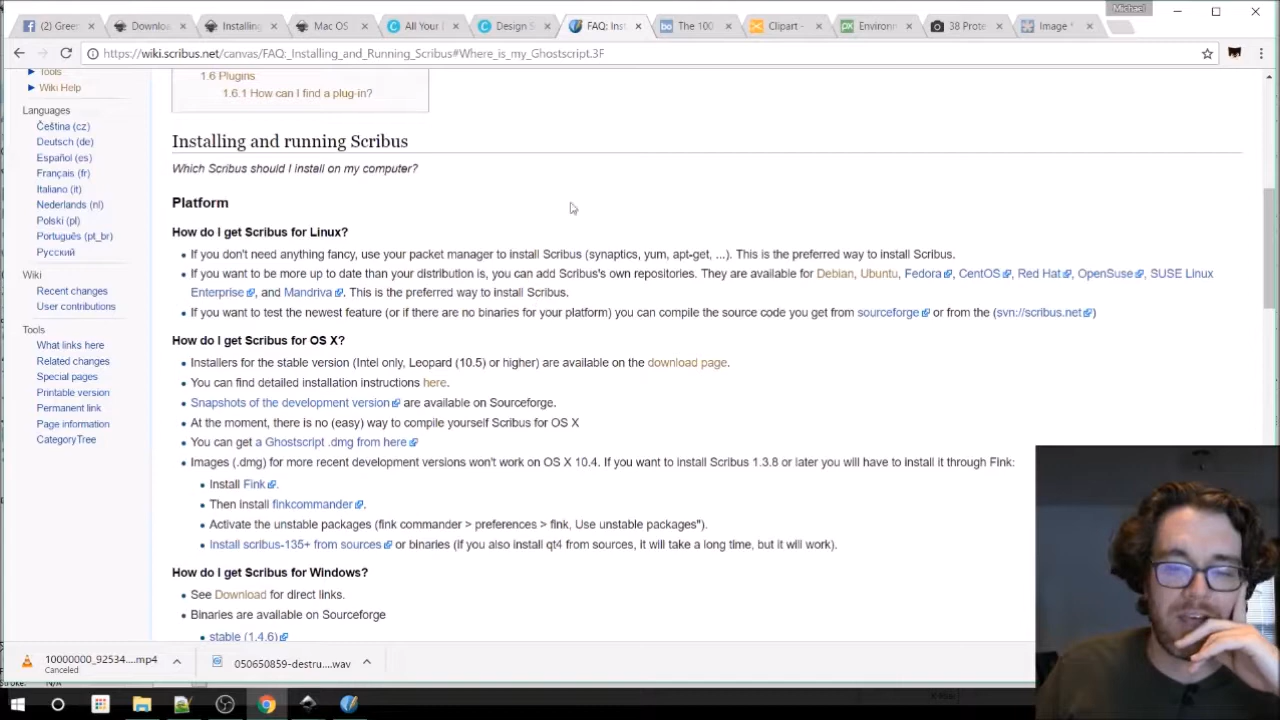 Michael
(2) Green
Downloa
Installing
Mac OS
All Your
Design S
FAQ: Inst
The 100
Clipart -
Environm
38 Prote
Image
https://wiki.scribus.net/canvas/FAQ:_Installing_and_Running_Scribus#Where_is_my_Ghostscript.3F
Tools
Wiki Help
Languages
Čeština (cz)
Deutsch (de)
Español (es)
Français (fr)
Italiano (it)
Nederlands (nl)
Polski (pl)
Português (pt_br)
Русский
Wiki
Recent changes
User contributions
Tools
What links here
Related changes
Special pages
Printable version
Permanent link
Page information
CategoryTree
1.6 Plugins
1.6.1 How can I find a plug-in?
Installing and running Scribus
Which Scribus should I install on my computer?
Platform
How do I get Scribus for Linux?
If you don't need anything fancy, use your packet manager to install Scribus (synaptics, yum, apt-get, ...). This is the preferred way to install Scribus.
If you want to be more up to date than your distribution is, you can add Scribus's own repositories. They are available for Debian, Ubuntu, Fedora, CentOS, Red Hat, OpenSuse, SUSE Linux
Enterprise, and Mandriva. This is the preferred way to install Scribus.
If you want to test the newest feature (or if there are no binaries for your platform) you can compile the source code you get from sourceforge or from the (svn://scribus.net)
How do I get Scribus for OS X?
Installers for the stable version (Intel only, Leopard (10.5) or higher) are available on the download page.
You can find detailed installation instructions here.
Snapshots of the development version are available on Sourceforge.
At the moment, there is no (easy) way to compile yourself Scribus for OS X
You can get a Ghostscript .dmg from here
Images (.dmg) for more recent development versions won't work on OS X 10.4. If you want to install Scribus 1.3.8 or later you will have to install it through Fink:
Install Fink.
Then install finkcommander.
Activate the unstable packages (fink commander > preferences > fink, Use unstable packages").
Install scribus-135+ from sources or binaries (if you also install qt4 from sources, it will take a long time, but it will work).
How do I get Scribus for Windows?
See Download for direct links.
Binaries are available on Sourceforge
stable (1.4.6)
10000000_92534....mp4
Canceled
050650859-destru....wav
N/A